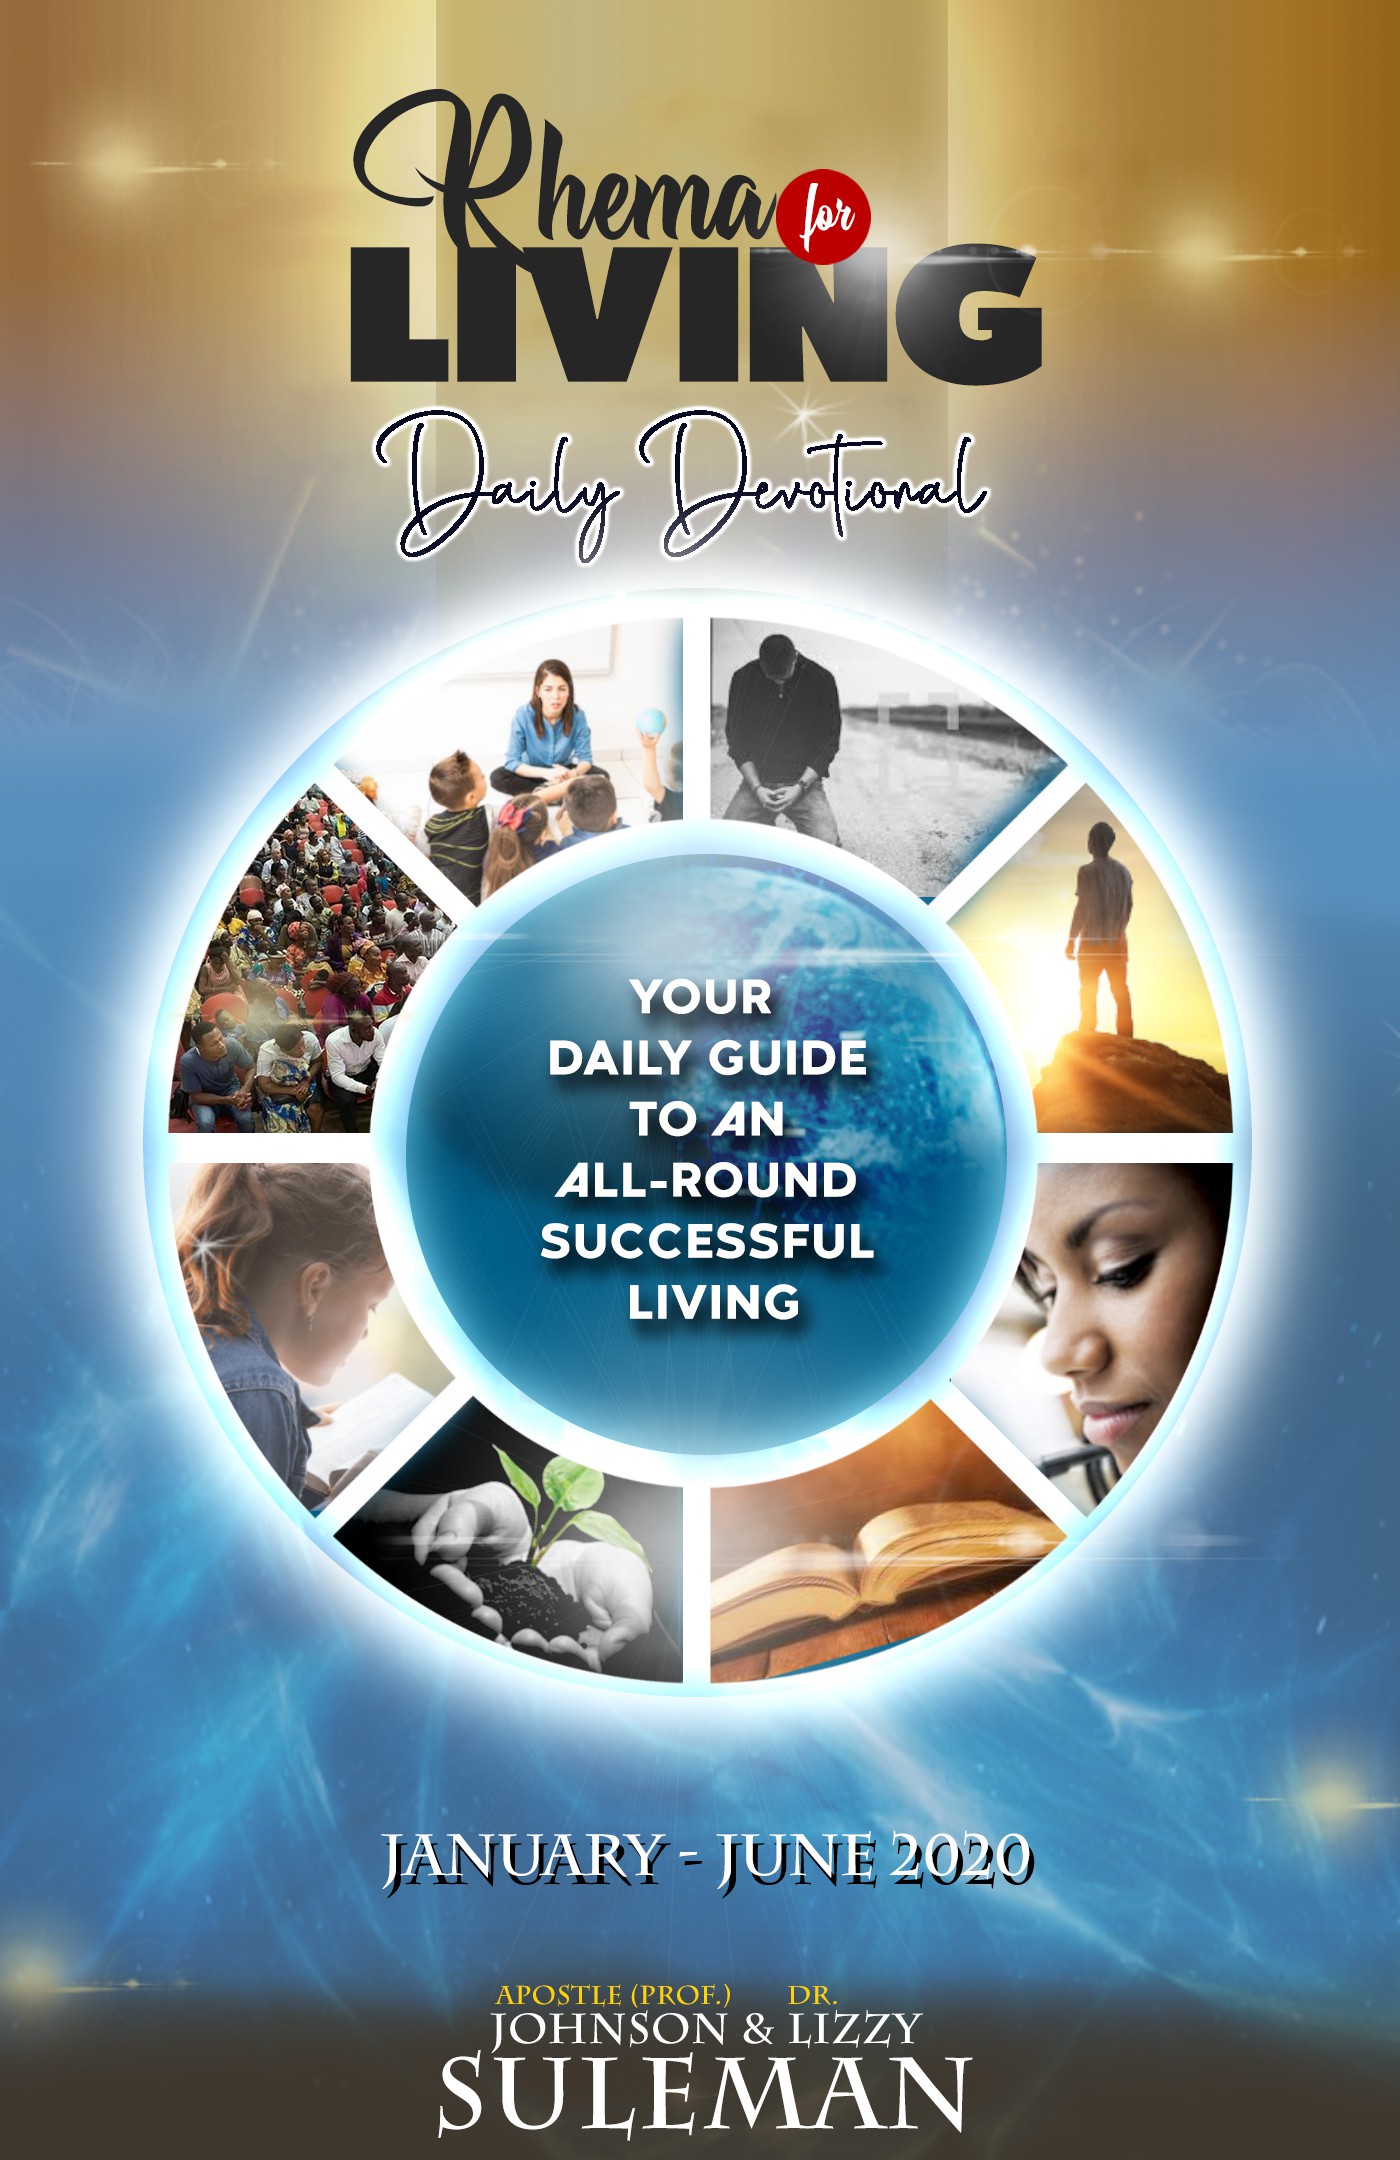 Rhema for
LIVING
Daily Devotional
YOUR
DAILY GUIDE
TO AN
ALL-ROUND
SUCCESSFUL
LIVING
JANUARY - JUNE 2020
APOSTLE (PROF.) DR.
JOHNSON & LIZZY
SULEMAN